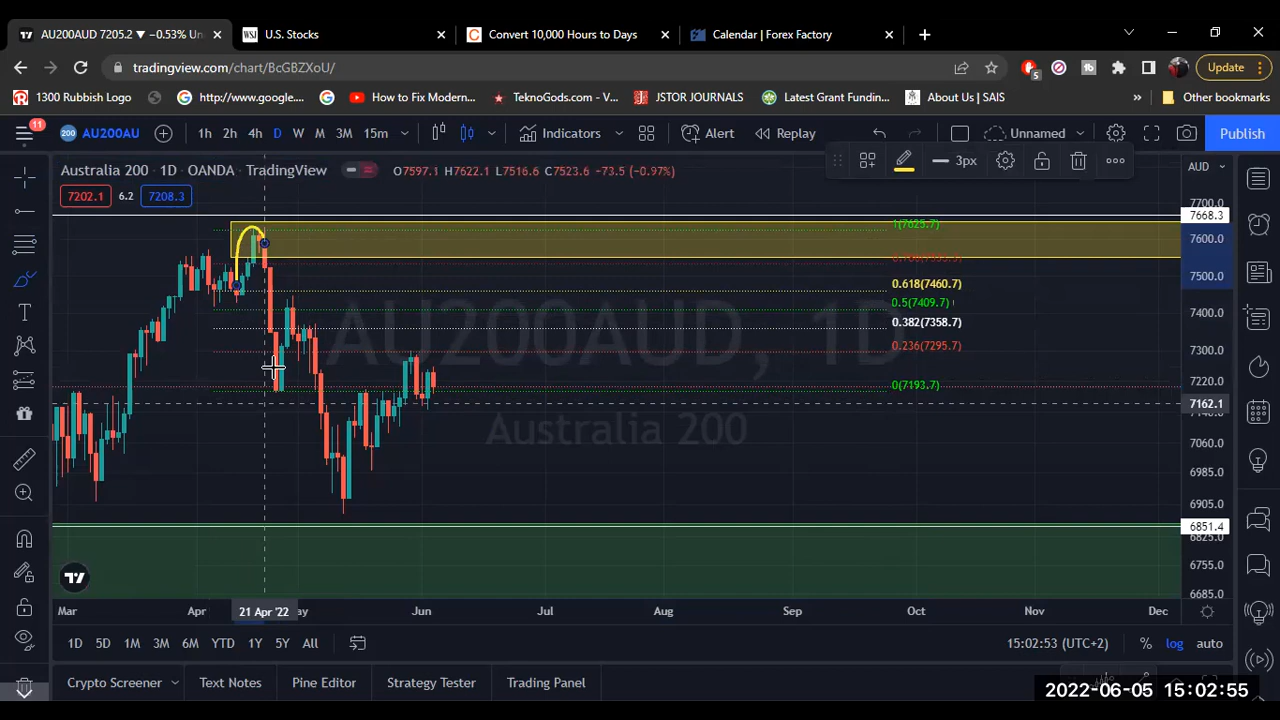 AU200AUD 7205.2 ▼ −0.53% Un
U.S. Stocks
Convert 10,000 Hours to Days
Calendar | Forex Factory
tradingview.com/chart/BcGBZXoU/
5
Update
1300 Rubbish Logo
http://www.google....
How to Fix Modern...
TeknoGods.com - V...
JSTOR JOURNALS
Latest Grant Fundin...
About Us | SAIS
»
Other bookmarks
11
200 AU200AU
1h 2h 4h D W M 3M 15m
Indicators
Alert
Replay
Unnamed
Publish
Australia 200 · 1D · OANDA · TradingView
O7597.1 H7622.1 L7516.6 C7523.6 −73.5 (−0.97%)
3px
AUD
7202.1 6.2 7208.3
7700.0
7668.3
1(7625.7)
7600.0
7500.0
0.618(7460.7)
0.5(7409.7)
7400.0
0.382(7358.7)
0.236(7295.7)
7300.0
AU200AUD, 1D
Australia 200
0(7193.7)
7220.0
7162.1
7060.0
6985.0
6905.0
6851.4
6825.0
6755.0
6685.0
Mar Apr 21 Apr '22 ay Jun Jul Aug Sep Oct Nov Dec
1D 5D 1M 3M 6M YTD 1Y 5Y All
15:02:53 (UTC+2)
% log auto
Crypto Screener
Text Notes
Pine Editor
Strategy Tester
Trading Panel
2022-06-05 15:02:55